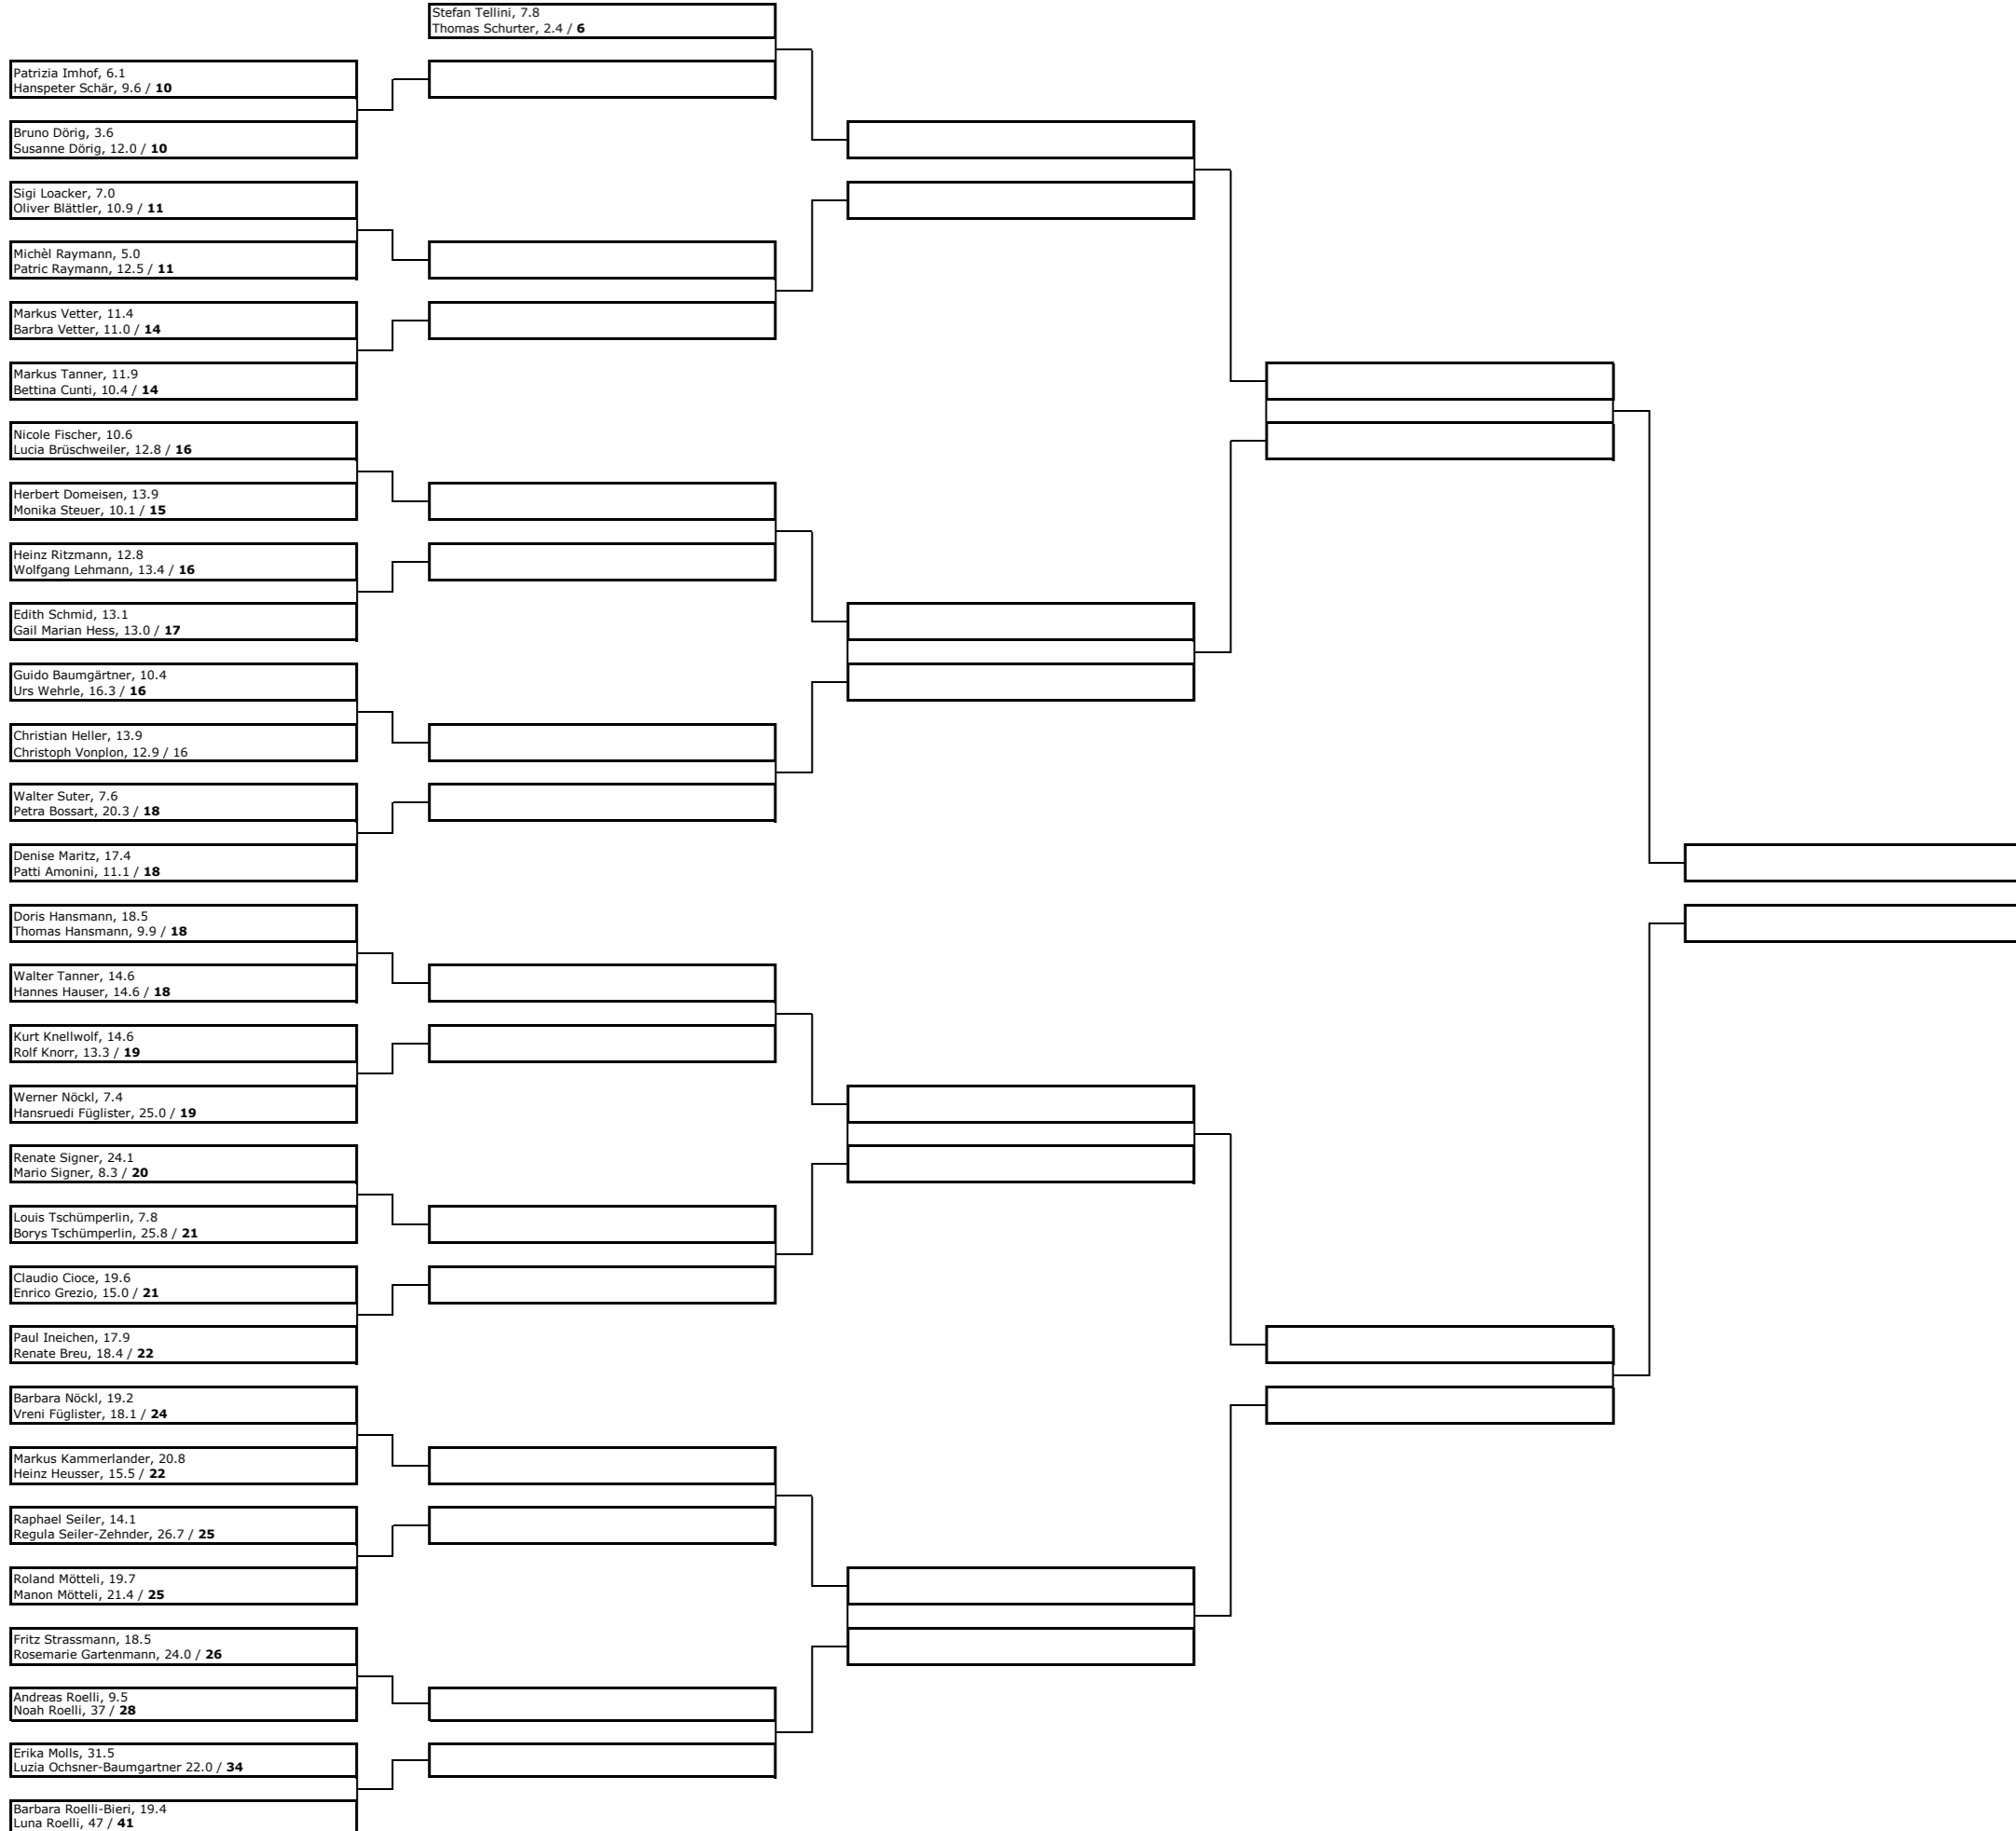 Stefan Tellini, 7.8
Thomas Schurter, 2.4 / 6
Patrizia Imhof, 6.1
Hanspeter Schär, 9.6 / 10
Bruno Dörig, 3.6
Susanne Dörig, 12.0 / 10
Sigi Loacker, 7.0
Oliver Blättler, 10.9 / 11
Michèl Raymann, 5.0
Patric Raymann, 12.5 / 11
Markus Vetter, 11.4
Barbra Vetter, 11.0 / 14
Markus Tanner, 11.9
Bettina Cunti, 10.4 / 14
Nicole Fischer, 10.6
Lucia Brüschweiler, 12.8 / 16
Herbert Domeisen, 13.9
Monika Steuer, 10.1 / 15
Heinz Ritzmann, 12.8
Wolfgang Lehmann, 13.4 / 16
Edith Schmid, 13.1
Gail Marian Hess, 13.0 / 17
Guido Baumgärtner, 10.4
Urs Wehrle, 16.3 / 16
Christian Heller, 13.9
Christoph Vonplon, 12.9 / 16
Walter Suter, 7.6
Petra Bossart, 20.3 / 18
Denise Maritz, 17.4
Patti Amonini, 11.1 / 18
Doris Hansmann, 18.5
Thomas Hansmann, 9.9 / 18
Walter Tanner, 14.6
Hannes Hauser, 14.6 / 18
Kurt Knellwolf, 14.6
Rolf Knorr, 13.3 / 19
Werner Nöckl, 7.4
Hansruedi Füglister, 25.0 / 19
Renate Signer, 24.1
Mario Signer, 8.3 / 20
Louis Tschümperlin, 7.8
Borys Tschümperlin, 25.8 / 21
Claudio Cioce, 19.6
Enrico Grezio, 15.0 / 21
Paul Ineichen, 17.9
Renate Breu, 18.4 / 22
Barbara Nöckl, 19.2
Vreni Füglister, 18.1 / 24
Markus Kammerlander, 20.8
Heinz Heusser, 15.5 / 22
Raphael Seiler, 14.1
Regula Seiler-Zehnder, 26.7 / 25
Roland Mötteli, 19.7
Manon Mötteli, 21.4 / 25
Fritz Strassmann, 18.5
Rosemarie Gartenmann, 24.0 / 26
Andreas Roelli, 9.5
Noah Roelli, 37 / 28
Erika Molls, 31.5
Luzia Ochsner-Baumgartner 22.0 / 34
Barbara Roelli-Bieri, 19.4
Luna Roelli, 47 / 41